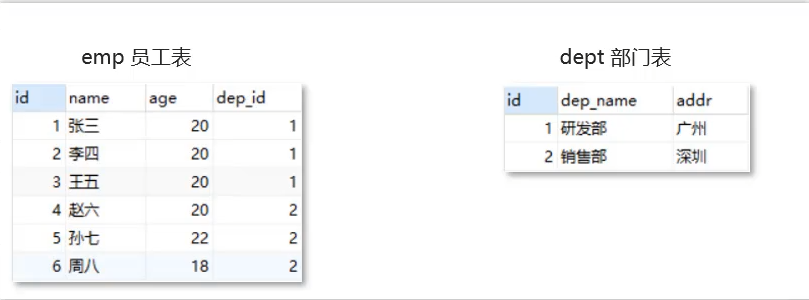 emp 员工表
id name age dep_id
1 张三 20 1
2 李四 20 1
3 王五 20 1
4 赵六 20 2
5 孙七 22 2
6 周八 18 2
dept 部门表
id dep_name addr
1 研发部 广州
2 销售部 深圳